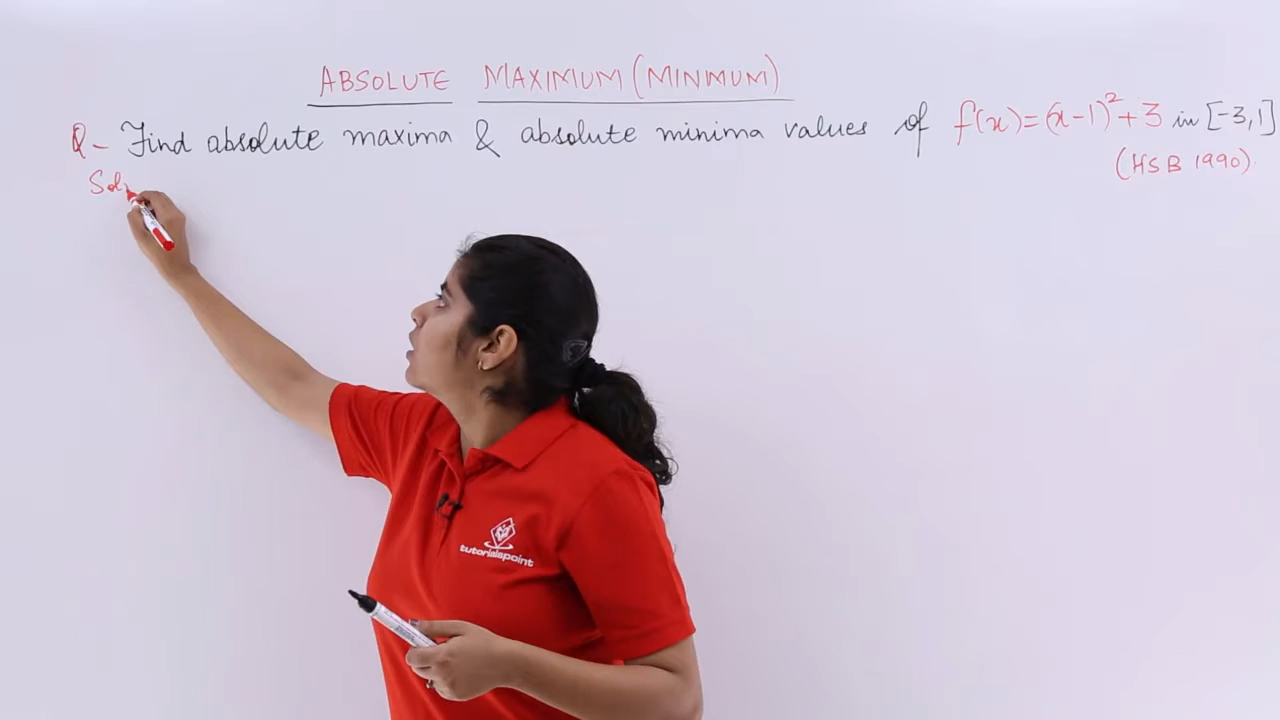 ABSOLUTE MAXIMUM (MINMUM)
Q- Find absolute maxima & absolute minima values of f(x)=(x-1)²+3 in [-3,1]
(HSB 1990).
Sol
tutorialspoint